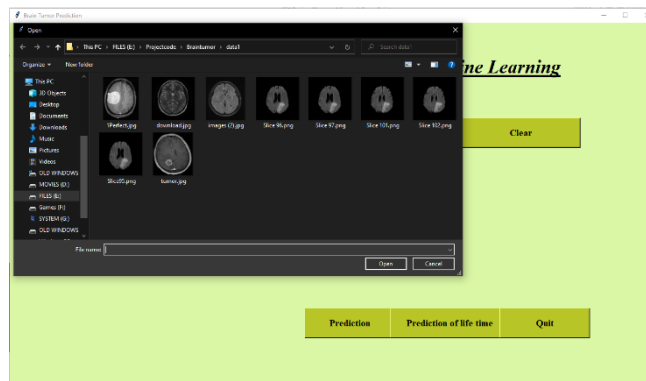 Brain Tumor Prediction
Open
This PC > FILES (E:) > Projectcode > Braintumor > data1
Search data1
Organize
New folder
This PC
3D Objects
Desktop
Documents
Downloads
Music
Pictures
Videos
OLD WINDOWS
MOVIES (D:)
FILES (E:)
Games (F:)
SYSTEM (G:)
OLD WINDOWS
1Perfect.jpg
download.jpg
images (2).jpg
Slice 96.png
Slice 97.png
Slice 101.png
Slice 102.png
Slice95.png
tumer.jpg
File name:
Open
Cancel
ine Learning
Clear
Prediction
Prediction of life time
Quit